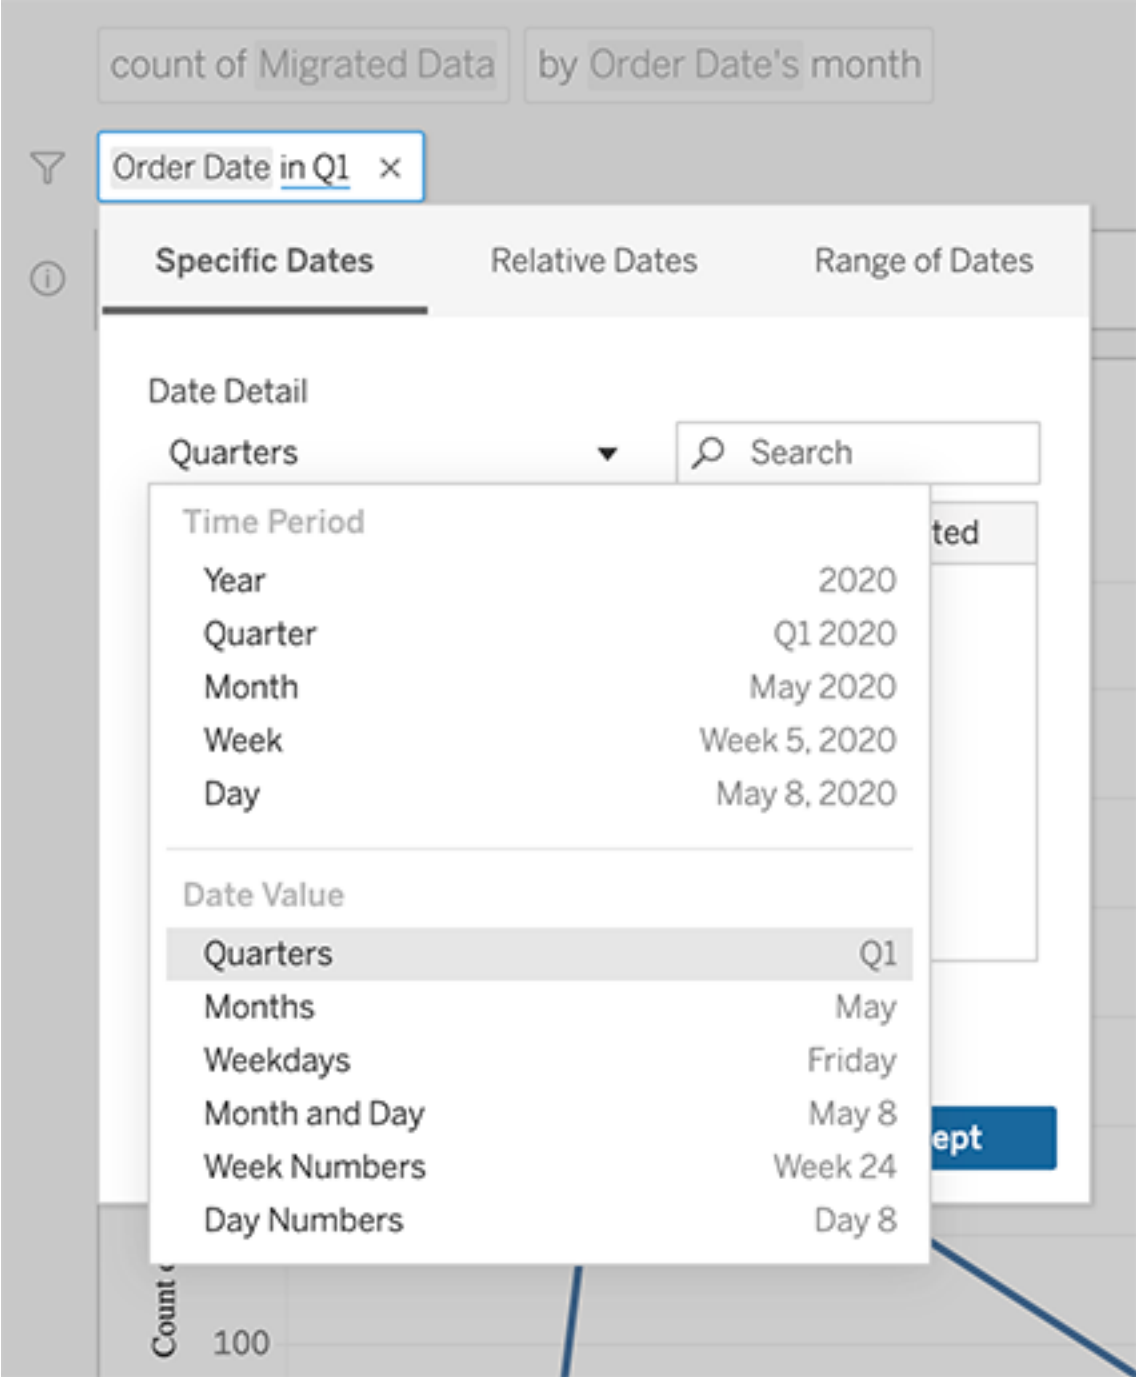 count of Migrated Data by Order Date's month
Order Date in Q1 ×
Specific Dates Relative Dates Range of Dates
Date Detail
Quarters Search
Time Period
ted
Year 2020
Quarter Q1 2020
Month May 2020
Week Week 5, 2020
Day May 8, 2020
Date Value
Quarters Q1
Months May
Weekdays Friday
Month and Day May 8
ept
Week Numbers Week 24
Day Numbers Day 8
Count
100